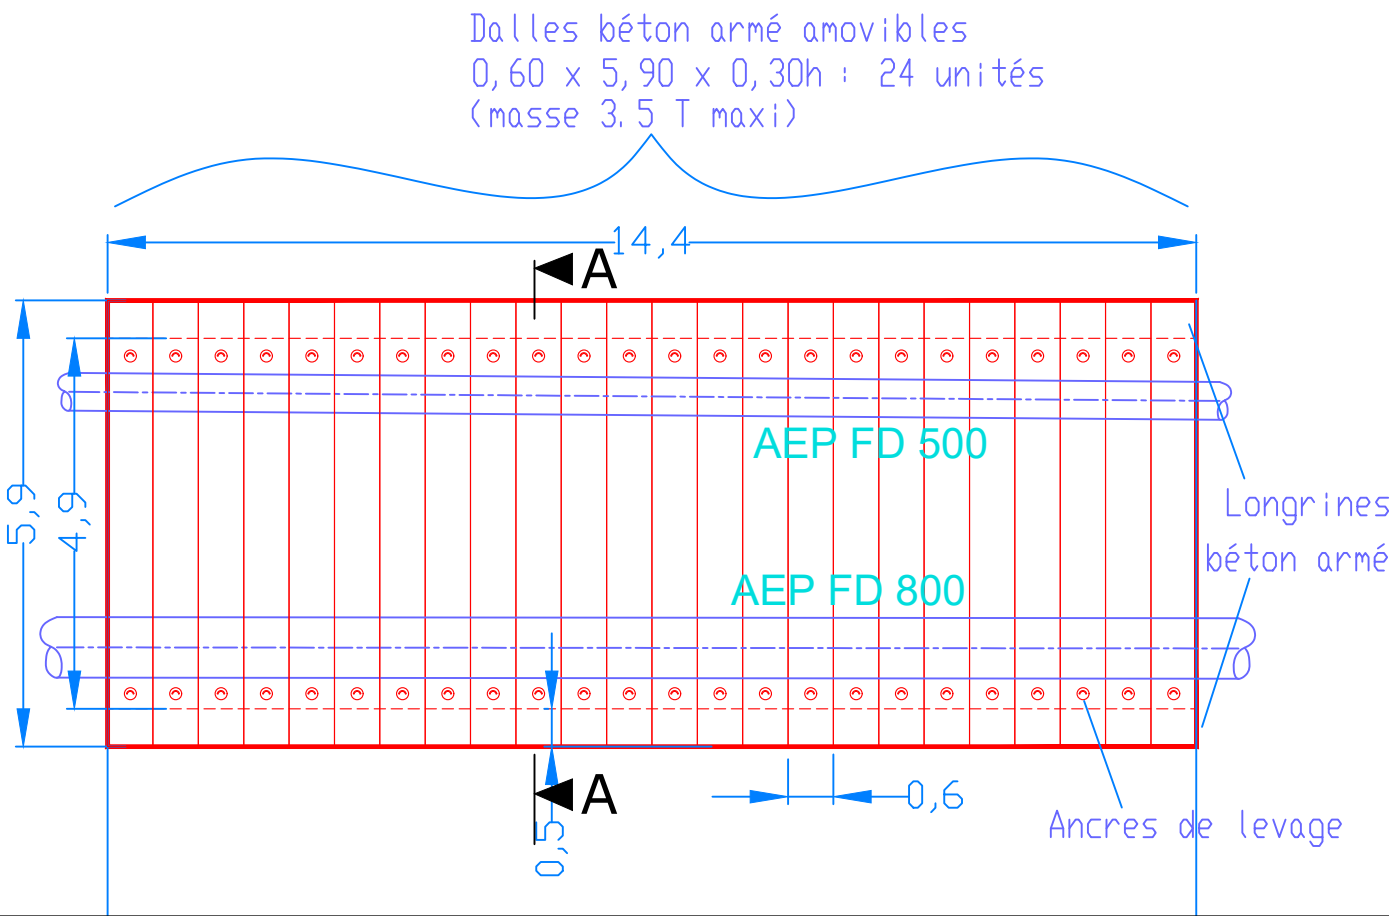 Dalles béton armé amovibles
0,60 x 5,90 x 0,30h : 24 unités
(masse 3.5 T maxi)
14,4
A
AEP FD 500
5,9
4,9
Longrines
béton armé
AEP FD 800
A
0,6
0,5
Ancres de levage